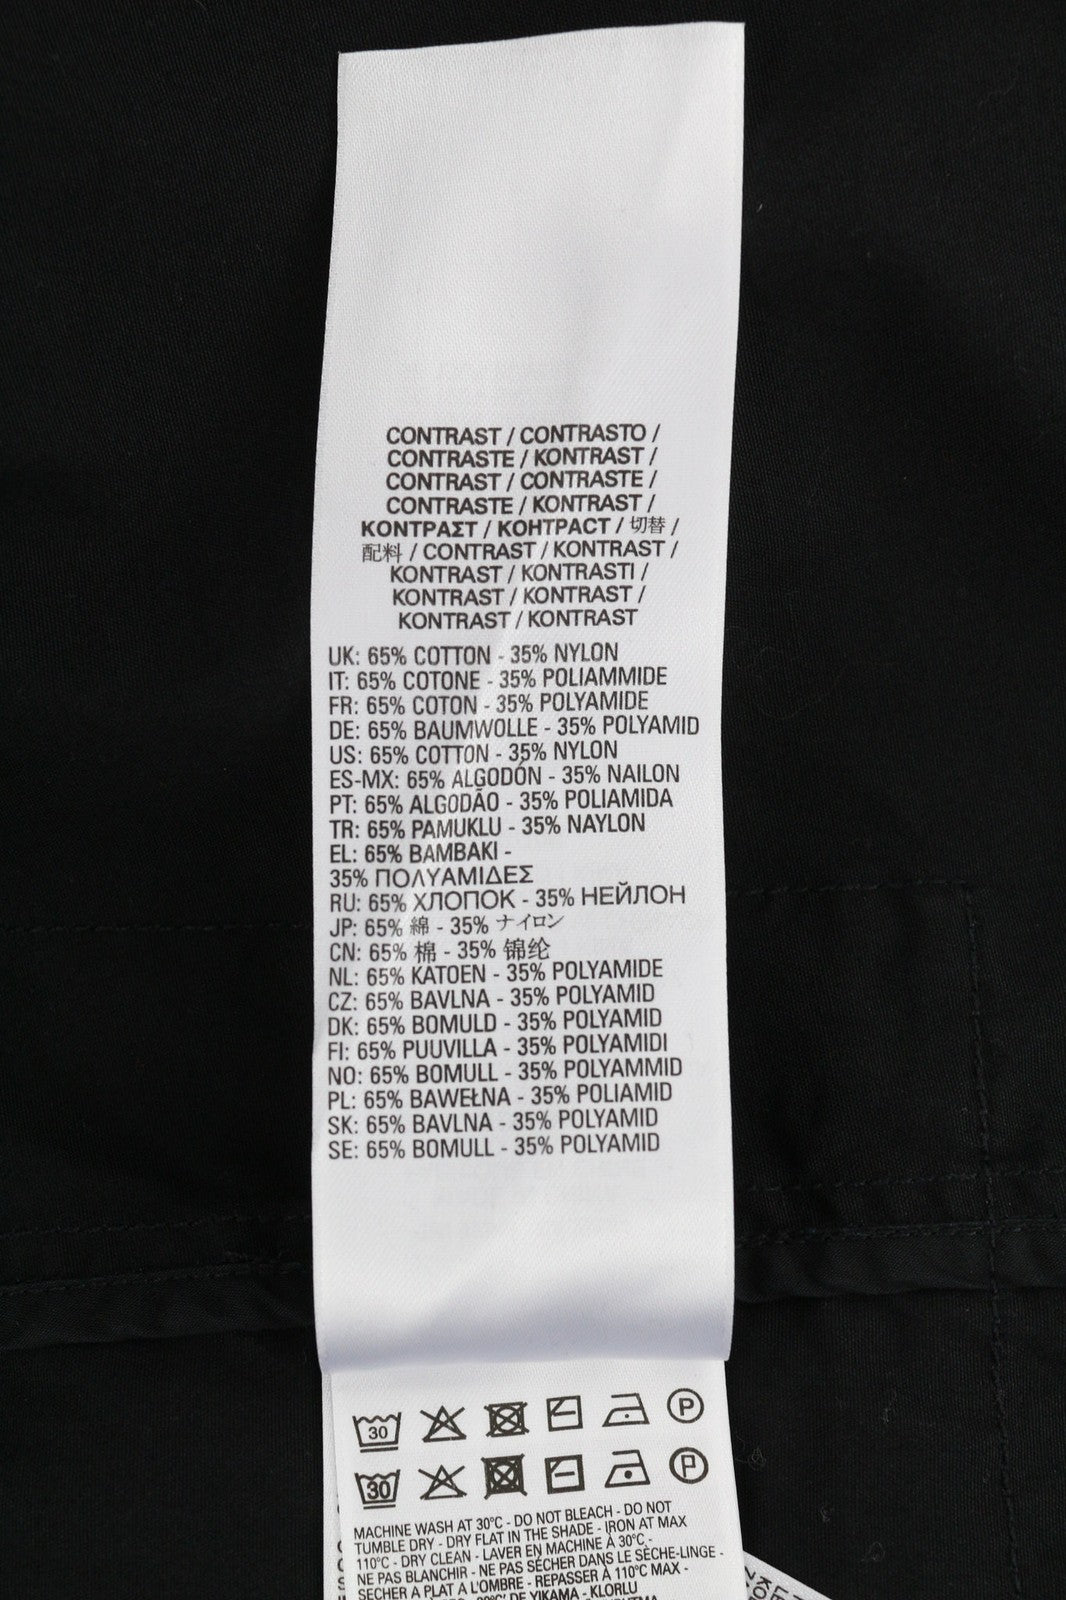 CONTRAST / CONTRASTO /
CONTRASTE / KONTRAST /
CONTRAST / CONTRASTE /
CONTRASTE / KONTRAST /
ΚΟΝΤΡΑΣΤ / КОНТРАСТ / 切替 /
配料 / CONTRAST / KONTRAST /
KONTRAST / KONTRASTI /
KONTRAST / KONTRAST /
KONTRAST / KONTRAST
UK: 65% COTTON - 35% NYLON
IT: 65% COTONE - 35% POLIAMMIDE
FR: 65% COTON - 35% POLYAMIDE
DE: 65% BAUMWOLLE - 35% POLYAMID
US: 65% COTTON - 35% NYLON
ES-MX: 65% ALGODÓN - 35% NAILON
PT: 65% ALGODÃO - 35% POLIAMIDA
TR: 65% PAMUKLU - 35% NAYLON
EL: 65% ΒΑΜΒΑΚΙ -
35% ΠΟΛΥΑΜΙΔΕΣ
RU: 65% ХЛОПОК - 35% НЕЙЛОН
JP: 65% 綿 - 35% ナイロン
CN: 65% 棉 - 35% 锦纶
NL: 65% KATOEN - 35% POLYAMIDE
CZ: 65% BAVLNA - 35% POLYAMID
DK: 65% BOMULD - 35% POLYAMID
FI: 65% PUUVILLA - 35% POLYAMIDI
NO: 65% BOMULL - 35% POLYAMMID
PL: 65% BAWEŁNA - 35% POLIAMID
SK: 65% BAVLNA - 35% POLYAMID
SE: 65% BOMULL - 35% POLYAMID
30 P
30 P
MACHINE WASH AT 30°C - DO NOT BLEACH - DO NOT
TUMBLE DRY - DRY FLAT IN THE SHADE - IRON AT MAX
110°C - DRY CLEAN - LAVER EN MACHINE À 30°C -
NE PAS BLANCHIR - NE PAS SÉCHER DANS LE SÈCHE-LINGE -
SÉCHER A PLAT A L'OMBRE - REPASSER À 110°C MAX -
DE YIKAMA - KLORLU